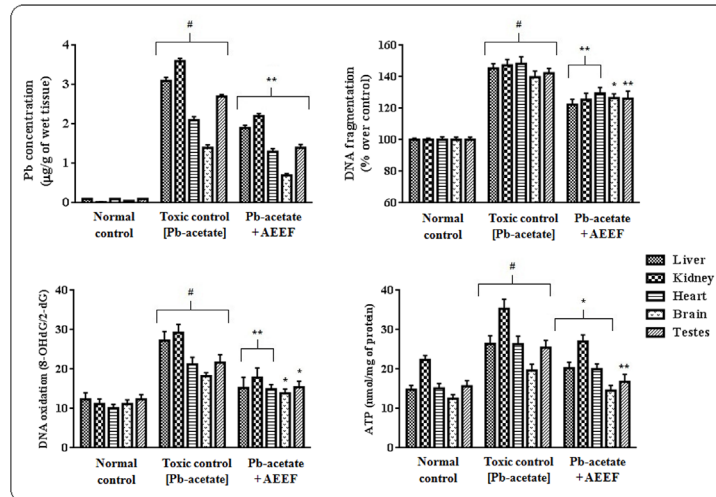 Pb concentration
(µg/g of wet tissue)
4
3
2
1
0
#
**
Normal
control
Toxic control
[Pb-acetate]
Pb-acetate
+ AEEF
DNA fragmentation
(% over control)
160
140
120
100
80
60
#
**
*
**
Normal
control
Toxic control
[Pb-acetate]
Pb-acetate
+ AEEF
Liver
Kidney
Heart
Brain
Testes
DNA oxidation (8-OHdG/2-dG)
40
30
20
10
0
#
**
*
*
Normal
control
Toxic control
[Pb-acetate]
Pb-acetate
+ AEEF
ATP (nmol/mg of protein)
40
30
20
10
0
#
*
**
Normal
control
Toxic control
[Pb-acetate]
Pb-acetate
+ AEEF